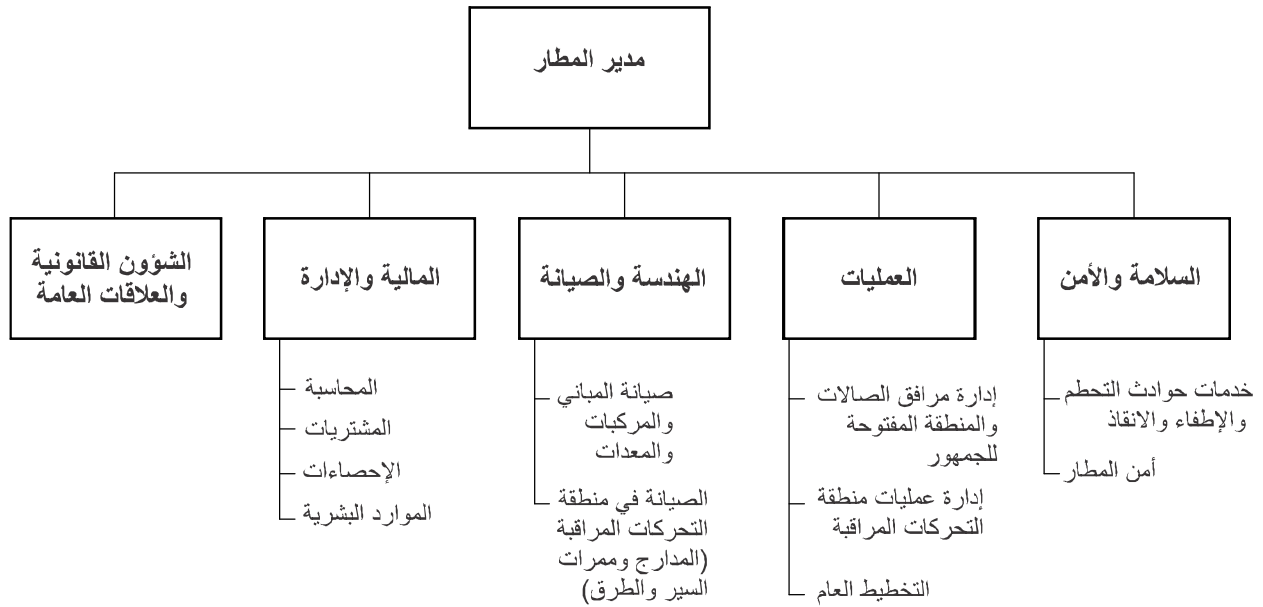 مدير المطار
السلامة والأمن
العمليات
الهندسة والصيانة
المالية والإدارة
الشؤون القانونية
والعلاقات العامة
خدمات حوادث التحطم
والإطفاء والانقاذ
أمن المطار
إدارة مرافق الصالات
والمنطقة المفتوحة
للجمهور
إدارة عمليات منطقة
التحركات المراقبة
التخطيط العام
صيانة المباني
والمركبات
والمعدات
الصيانة في منطقة
التحركات المراقبة
(المدارج وممرات
السير والطرق)
المحاسبة
المشتريات
الإحصاءات
الموارد البشرية